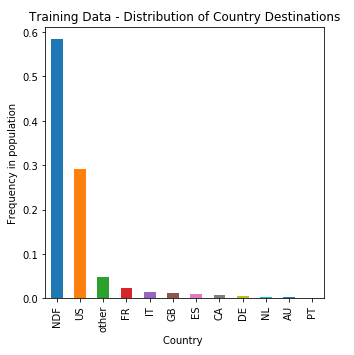 Training Data - Distribution of Country Destinations
Frequency in population
0.6
0.5
0.4
0.3
0.2
0.1
0.0
NDF
US
other
FR
IT
GB
ES
CA
DE
NL
AU
PT
Country